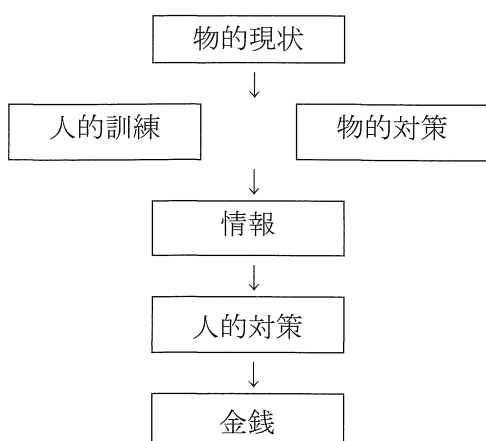 物的現状
↓
人的訓練 物的対策
↓
情報
↓
人的対策
↓
金銭